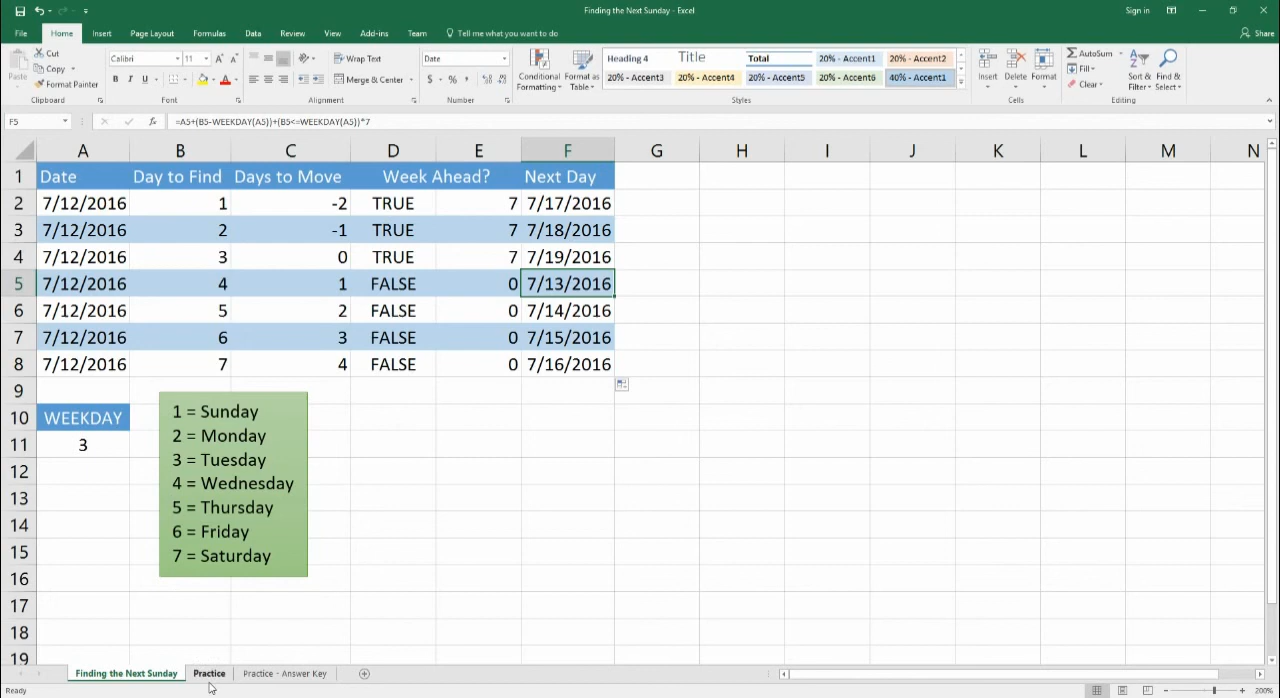 Finding the Next Sunday - Excel
Sign in
File Home Insert Page Layout Formulas Data Review View Add-ins Team Tell me what you want to do
Share
Paste
Cut
Copy
Format Painter
Clipboard
Calibri 11
B I U
Font
Wrap Text
Merge & Center
Alignment
Date
$ % ,
Number
Conditional Formatting
Format as Table
Heading 4 Title Total 20% - Accent1 20% - Accent2
20% - Accent3 20% - Accent4 20% - Accent5 20% - Accent6 40% - Accent1
Styles
Insert Delete Format
Cells
AutoSum
Fill
Clear
Sort & Filter
Find & Select
Editing
F5 fx =A5+(B5-WEEKDAY(A5))+(B5<=WEEKDAY(A5))*7
A B C D E F G H I J K L M N
1 Date Day to Find Days to Move Week Ahead? Next Day
2 7/12/2016 1 -2 TRUE 7 7/17/2016
3 7/12/2016 2 -1 TRUE 7 7/18/2016
4 7/12/2016 3 0 TRUE 7 7/19/2016
5 7/12/2016 4 1 FALSE 0 7/13/2016
6 7/12/2016 5 2 FALSE 0 7/14/2016
7 7/12/2016 6 3 FALSE 0 7/15/2016
8 7/12/2016 7 4 FALSE 0 7/16/2016
9
10 WEEKDAY
11 3
12
13
14
15
16
17
18
19
1 = Sunday
2 = Monday
3 = Tuesday
4 = Wednesday
5 = Thursday
6 = Friday
7 = Saturday
Finding the Next Sunday Practice Practice - Answer Key
Ready
200%